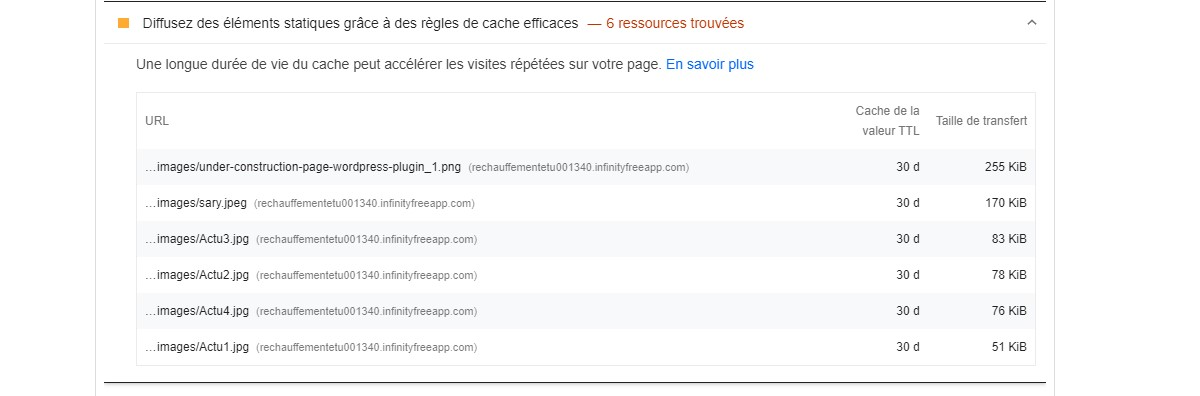 Diffusez des éléments statiques grâce à des règles de cache efficaces — 6 ressources trouvées
Une longue durée de vie du cache peut accélérer les visites répétées sur votre page. En savoir plus
URL Cache de la valeur TTL Taille de transfert
…images/under-construction-page-wordpress-plugin_1.png (rechauffementetu001340.infinityfreeapp.com) 30 d 255 KiB
…images/sary.jpeg (rechauffementetu001340.infinityfreeapp.com) 30 d 170 KiB
…images/Actu3.jpg (rechauffementetu001340.infinityfreeapp.com) 30 d 83 KiB
…images/Actu2.jpg (rechauffementetu001340.infinityfreeapp.com) 30 d 78 KiB
…images/Actu4.jpg (rechauffementetu001340.infinityfreeapp.com) 30 d 76 KiB
…images/Actu1.jpg (rechauffementetu001340.infinityfreeapp.com) 30 d 51 KiB